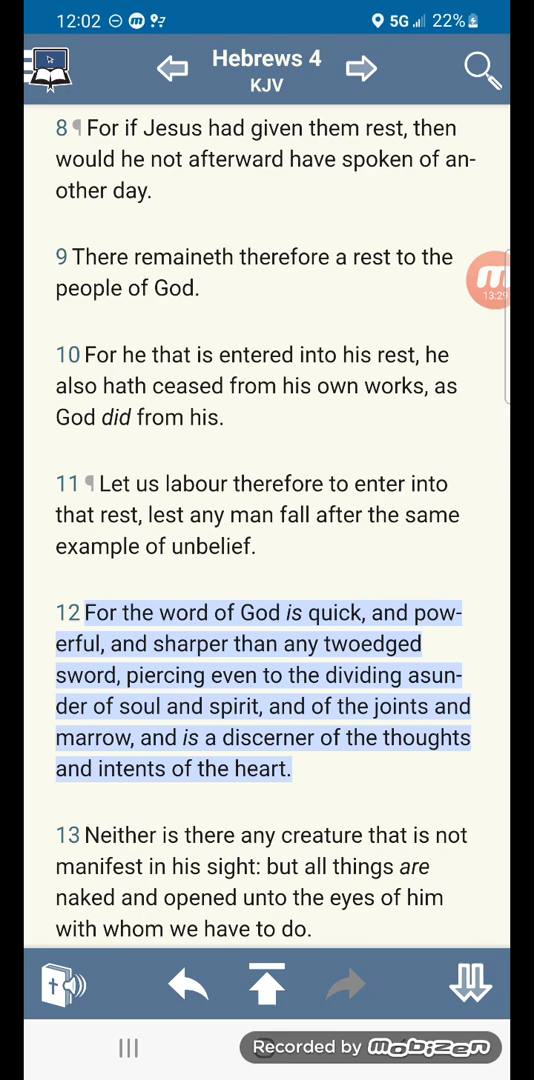 12:02
5G 22%
Hebrews 4
KJV
8 ¶ For if Jesus had given them rest, then
would he not afterward have spoken of an-
other day.
9 There remaineth therefore a rest to the
people of God.
13:29
10 For he that is entered into his rest, he
also hath ceased from his own works, as
God did from his.
11 ¶ Let us labour therefore to enter into
that rest, lest any man fall after the same
example of unbelief.
12 For the word of God is quick, and pow-
erful, and sharper than any twoedged
sword, piercing even to the dividing asun-
der of soul and spirit, and of the joints and
marrow, and is a discerner of the thoughts
and intents of the heart.
13 Neither is there any creature that is not
manifest in his sight: but all things are
naked and opened unto the eyes of him
with whom we have to do.
Recorded by mobizen